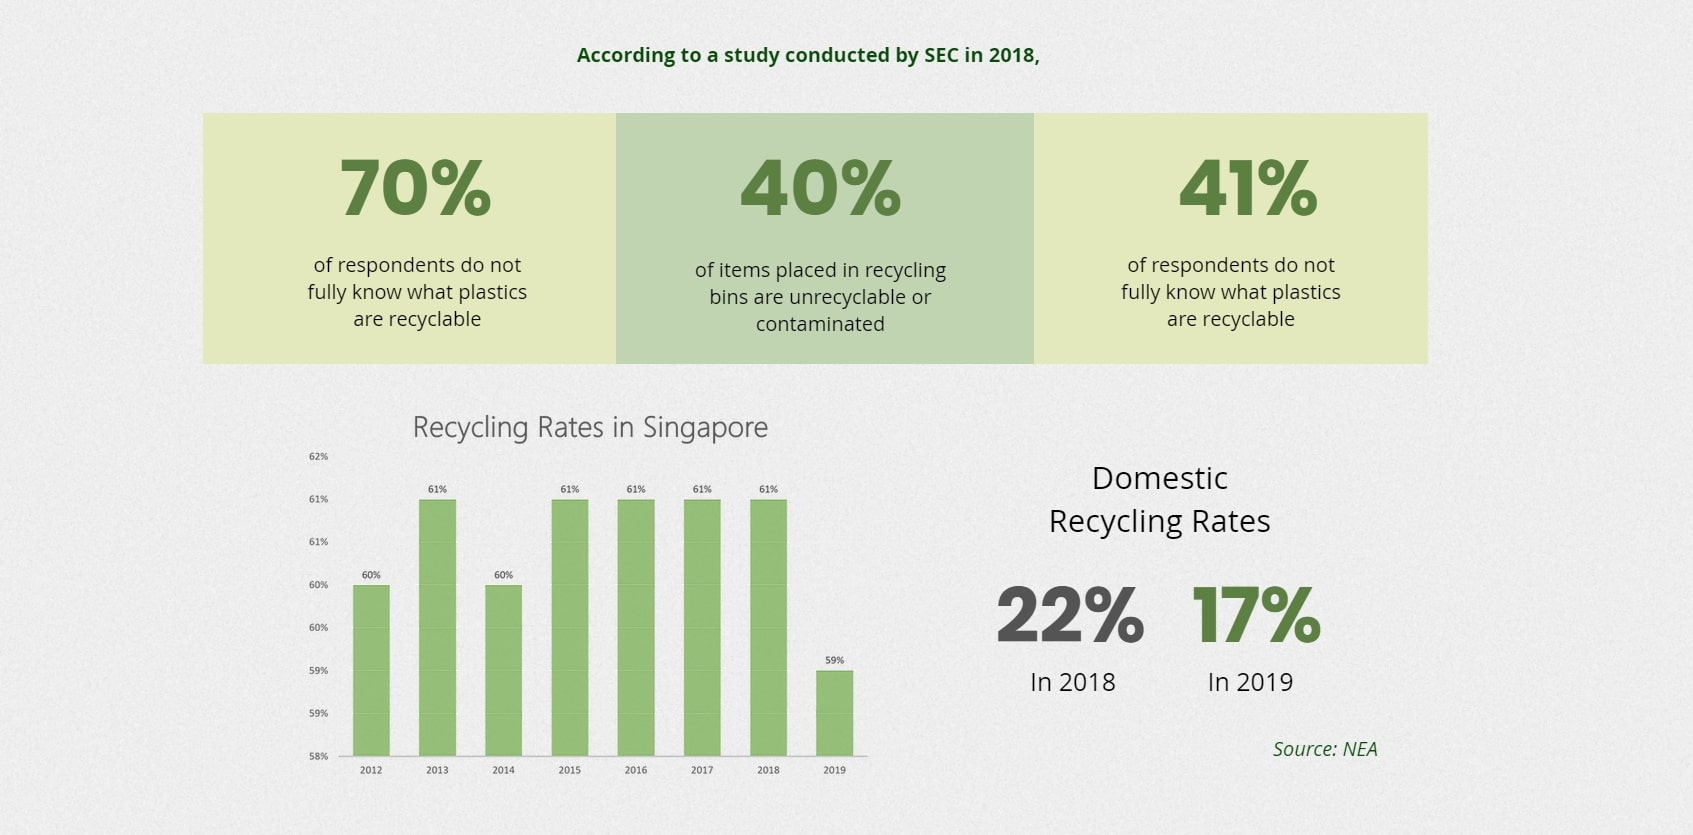 According to a study conducted by SEC in 2018,
70%
of respondents do not
fully know what plastics
are recyclable
40%
of items placed in recycling
bins are unrecyclable or
contaminated
41%
of respondents do not
fully know what plastics
are recyclable
Recycling Rates in Singapore
62%
61%
61%
60%
60%
59%
59%
58%
60%
61%
60%
61%
61%
61%
61%
59%
2012 2013 2014 2015 2016 2017 2018 2019
Domestic
Recycling Rates
22% 17%
In 2018 In 2019
Source: NEA